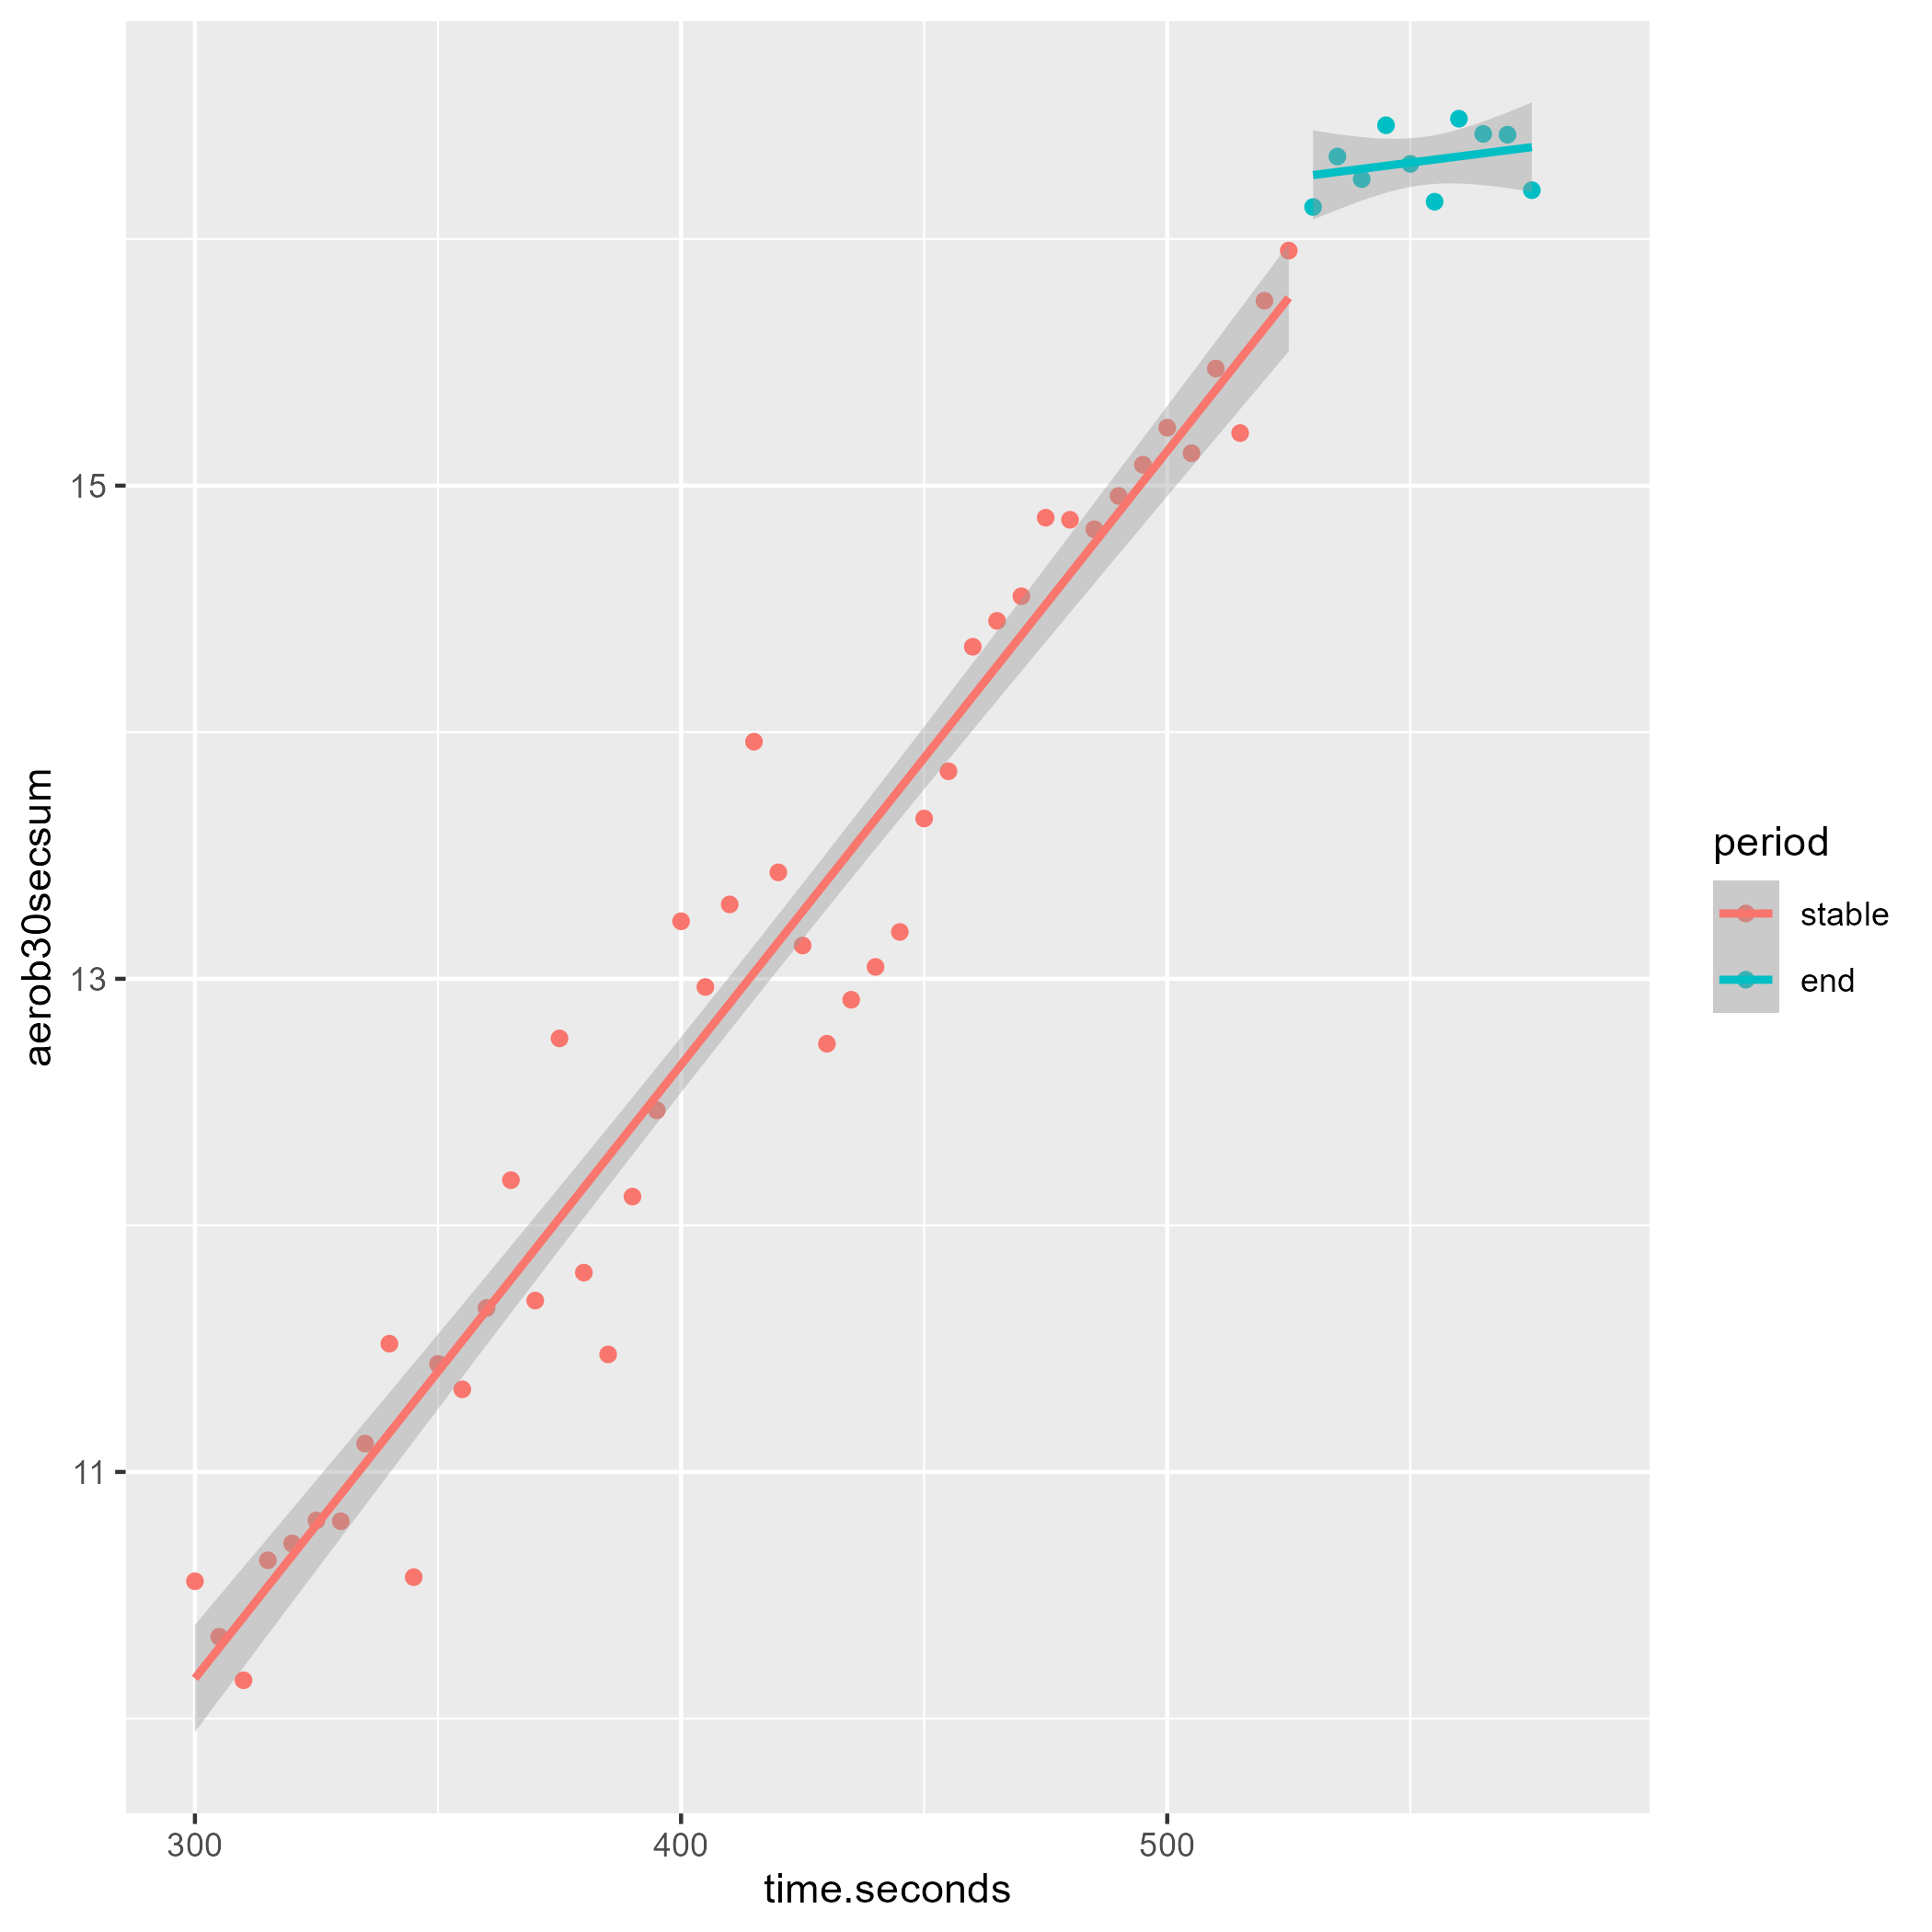 aerob30secsum
15
13
11
300 400 500
time.seconds
period
stable
end